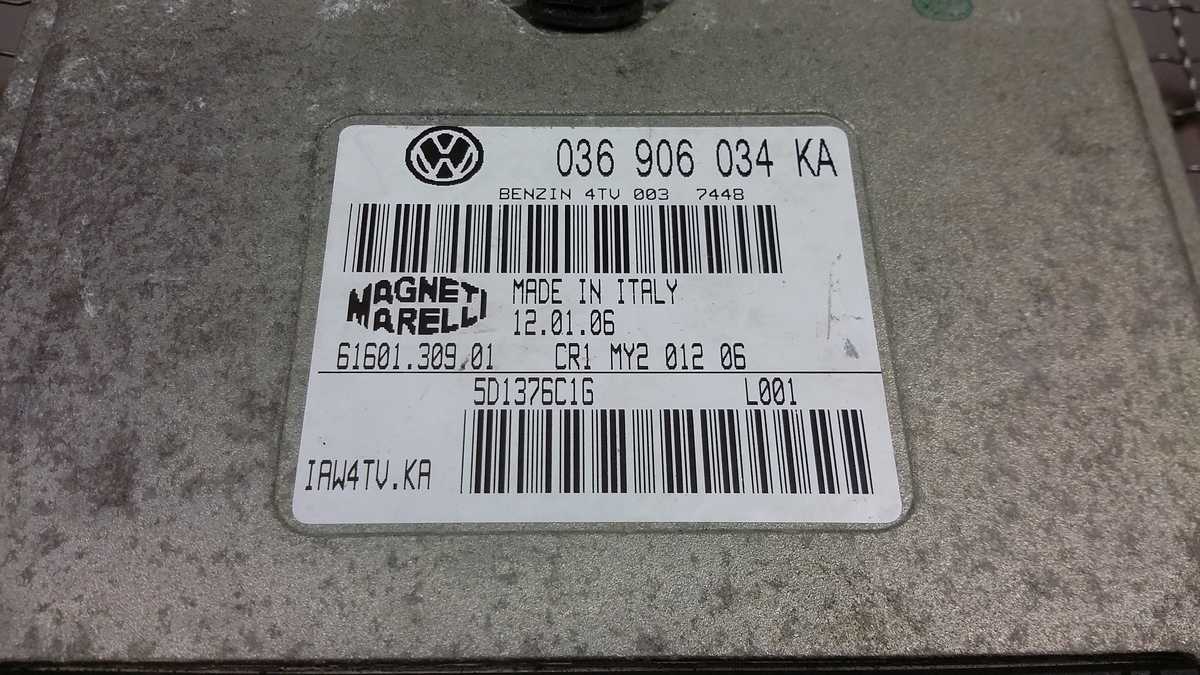 036 906 034 KA
BENZIN 4TV 003 7448
MAGNETI
MARELLI
MADE IN ITALY
12.01.06
61601.309.01 CR1 MY2 012 06
5D1376C1G L001
IAW4TV.KA